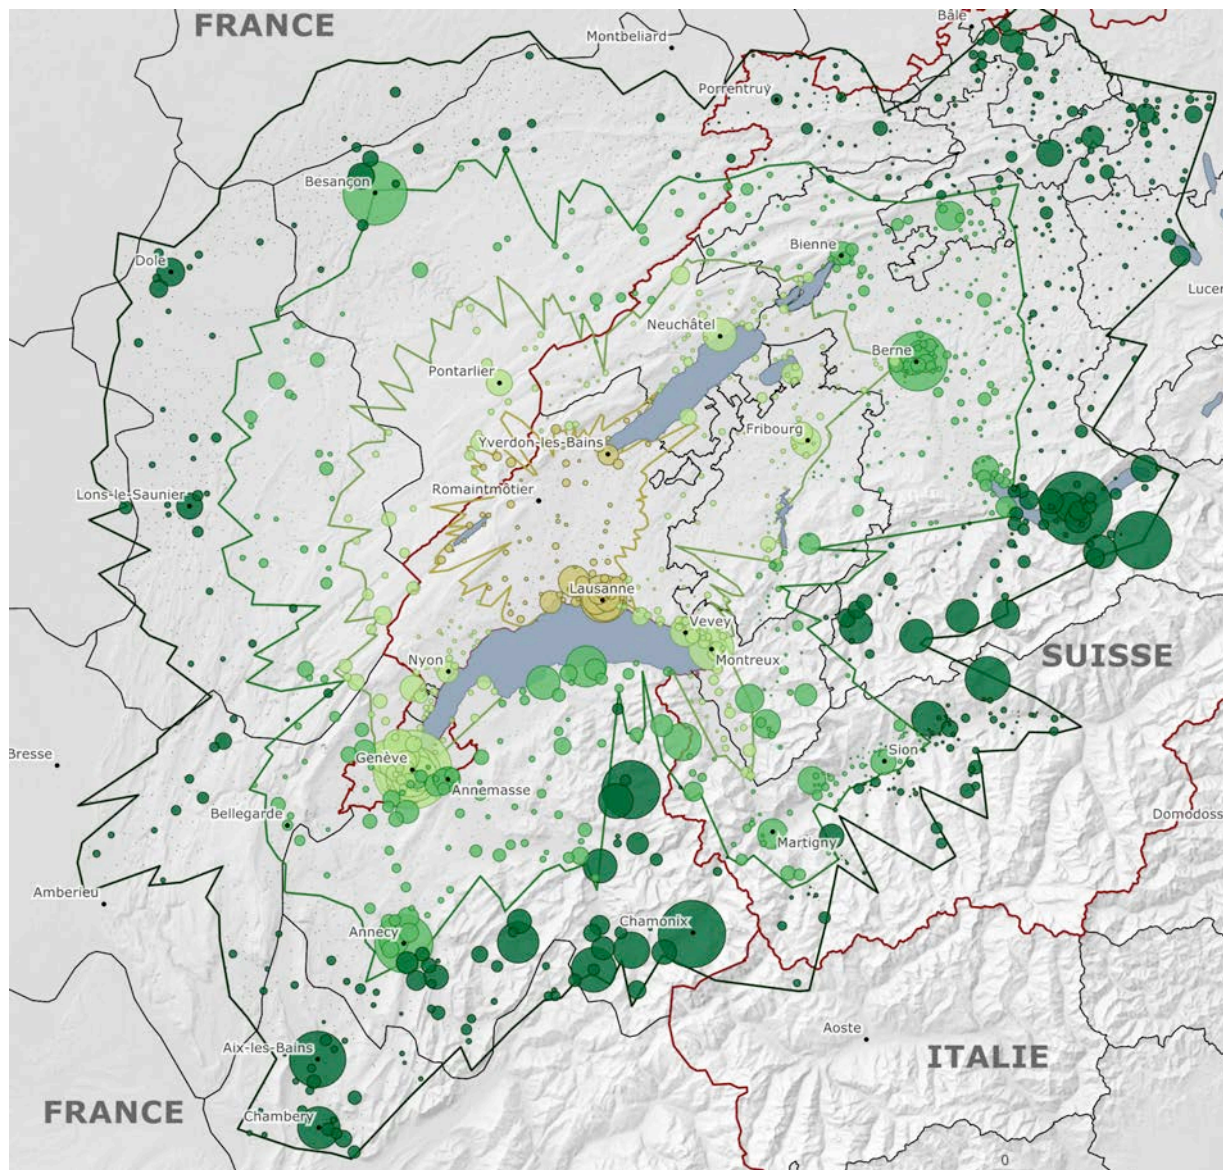 Bâle
FRANCE
Montbeliard
Porrentruy
Besançon
Bienne
Dole
Lucer
Neuchâtel
Berne
Pontarlier
Fribourg
Yverdon-les-Bains
Lons-le-Saunier
Romainmôtier
Lausanne
Vevey
SUISSE
Montreux
Nyon
Bresse
Genève
Sion
Annemasse
Bellegarde
Domodoss
Martigny
Amberieu
Chamonix
Annecy
Aoste
Aix-les-Bains
ITALIE
FRANCE
Chambery
0